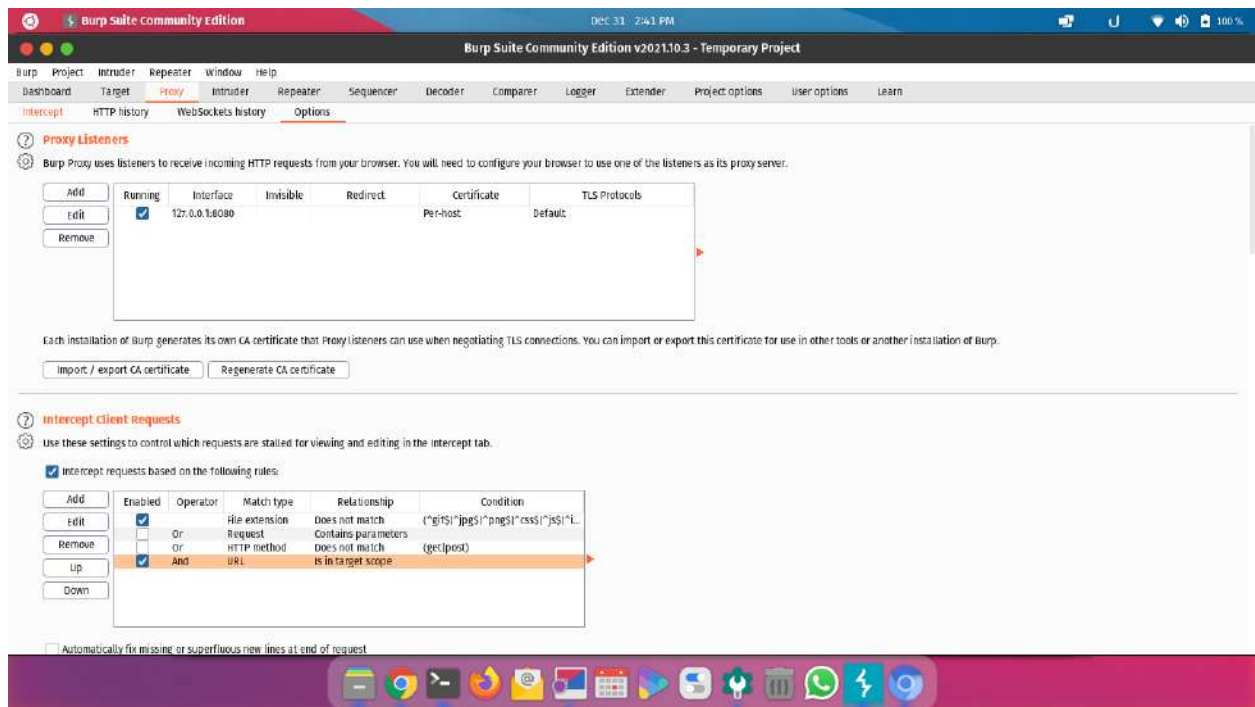 Burp Suite Community Edition Dec 31 2:41 PM 100 %
Burp Suite Community Edition v2021.10.3 - Temporary Project
Burp Project Intruder Repeater Window Help
Dashboard Target Proxy Intruder Repeater Sequencer Decoder Comparer Logger Extender Project options User options Learn
Intercept HTTP history WebSockets history Options
Proxy Listeners
Burp Proxy uses listeners to receive incoming HTTP requests from your browser. You will need to configure your browser to use one of the listeners as its proxy server.
Add Running Interface Invisible Redirect Certificate TLS Protocols
Edit 127.0.0.1:8080 Per-host Default
Remove
Each installation of Burp generates its own CA certificate that Proxy listeners can use when negotiating TLS connections. You can import or export this certificate for use in other tools or another installation of Burp.
Import / export CA certificate Regenerate CA certificate
Intercept Client Requests
Use these settings to control which requests are stalled for viewing and editing in the Intercept tab.
Intercept requests based on the following rules:
Add Enabled Operator Match type Relationship Condition
Edit File extension Does not match (^gif$|^jpg$|^png$|^css$|^js$|^i...
Or Request Contains parameters
Remove Or HTTP method Does not match (get|post)
Up And URL Is in target scope
Down
Automatically fix missing or superfluous new lines at end of request